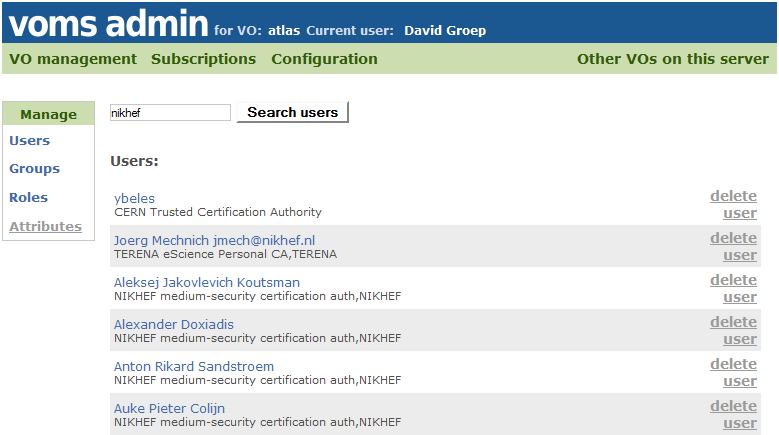 voms admin for VO: atlas Current user: David Groep
VO management Subscriptions Configuration Other VOs on this server
Manage
Users
Groups
Roles
Attributes
nikhef Search users
Users:
ybeles
CERN Trusted Certification Authority
delete
user
Joerg Mechnich jmech@nikhef.nl
TERENA eScience Personal CA,TERENA
delete
user
Aleksej Jakovlevich Koutsman
NIKHEF medium-security certification auth,NIKHEF
delete
user
Alexander Doxiadis
NIKHEF medium-security certification auth,NIKHEF
delete
user
Anton Rikard Sandstroem
NIKHEF medium-security certification auth,NIKHEF
delete
user
Auke Pieter Colijn
NIKHEF medium-security certification auth,NIKHEF
delete
user